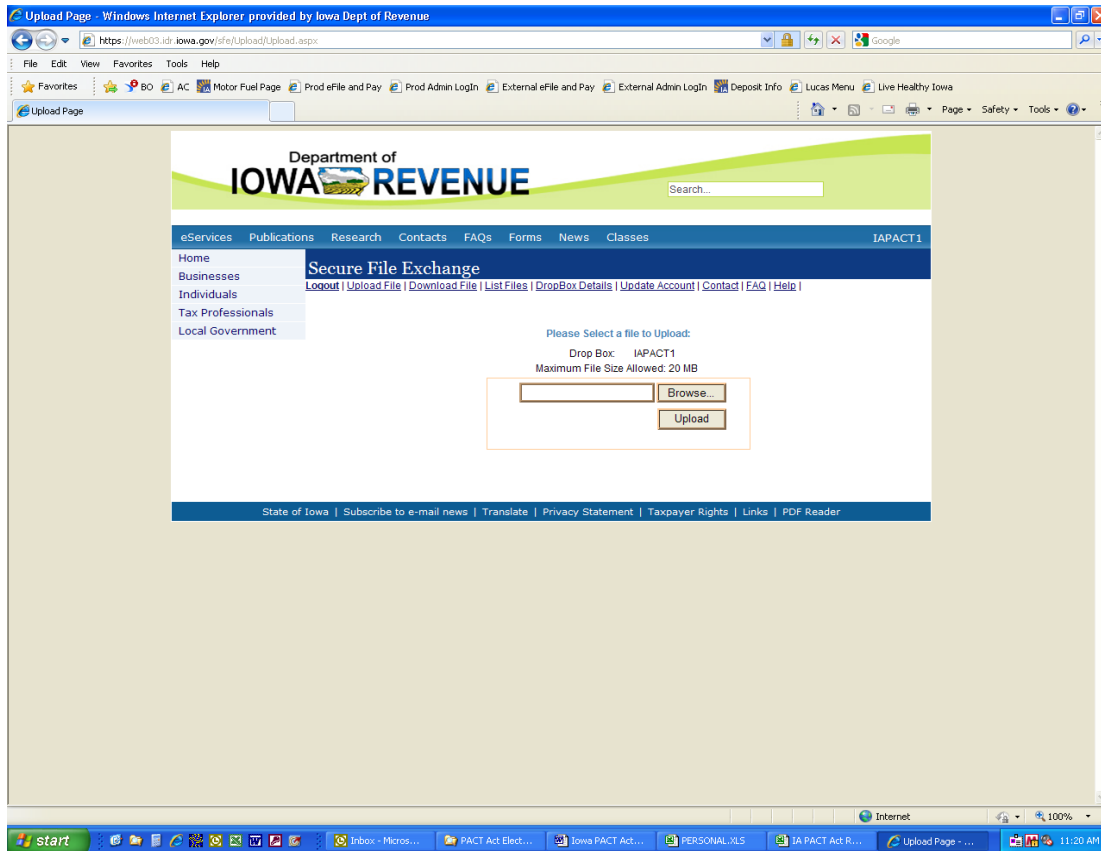 Upload Page - Windows Internet Explorer provided by Iowa Dept of Revenue
https://web03.idr.iowa.gov/sfe/Upload/Upload.aspx
Google
File Edit View Favorites Tools Help
Favorites BO AC Motor Fuel Page Prod eFile and Pay Prod Admin LogIn External eFile and Pay External Admin LogIn Deposit Info Lucas Menu Live Healthy Iowa
Upload Page
Page Safety Tools
Department of
IOWA REVENUE
Search...
eServices Publications Research Contacts FAQs Forms News Classes IAPACT1
Home
Businesses
Individuals
Tax Professionals
Local Government
Secure File Exchange
Logout | Upload File | Download File | List Files | DropBox Details | Update Account | Contact | FAQ | Help |
Please Select a file to Upload:
Drop Box: IAPACT1
Maximum File Size Allowed: 20 MB
Browse...
Upload
State of Iowa | Subscribe to e-mail news | Translate | Privacy Statement | Taxpayer Rights | Links | PDF Reader
Internet 100%
start Inbox - Micros... PACT Act Elect... Iowa PACT Act... PERSONAL.XLS IA PACT Act R... Upload Page - ... 11:20 AM